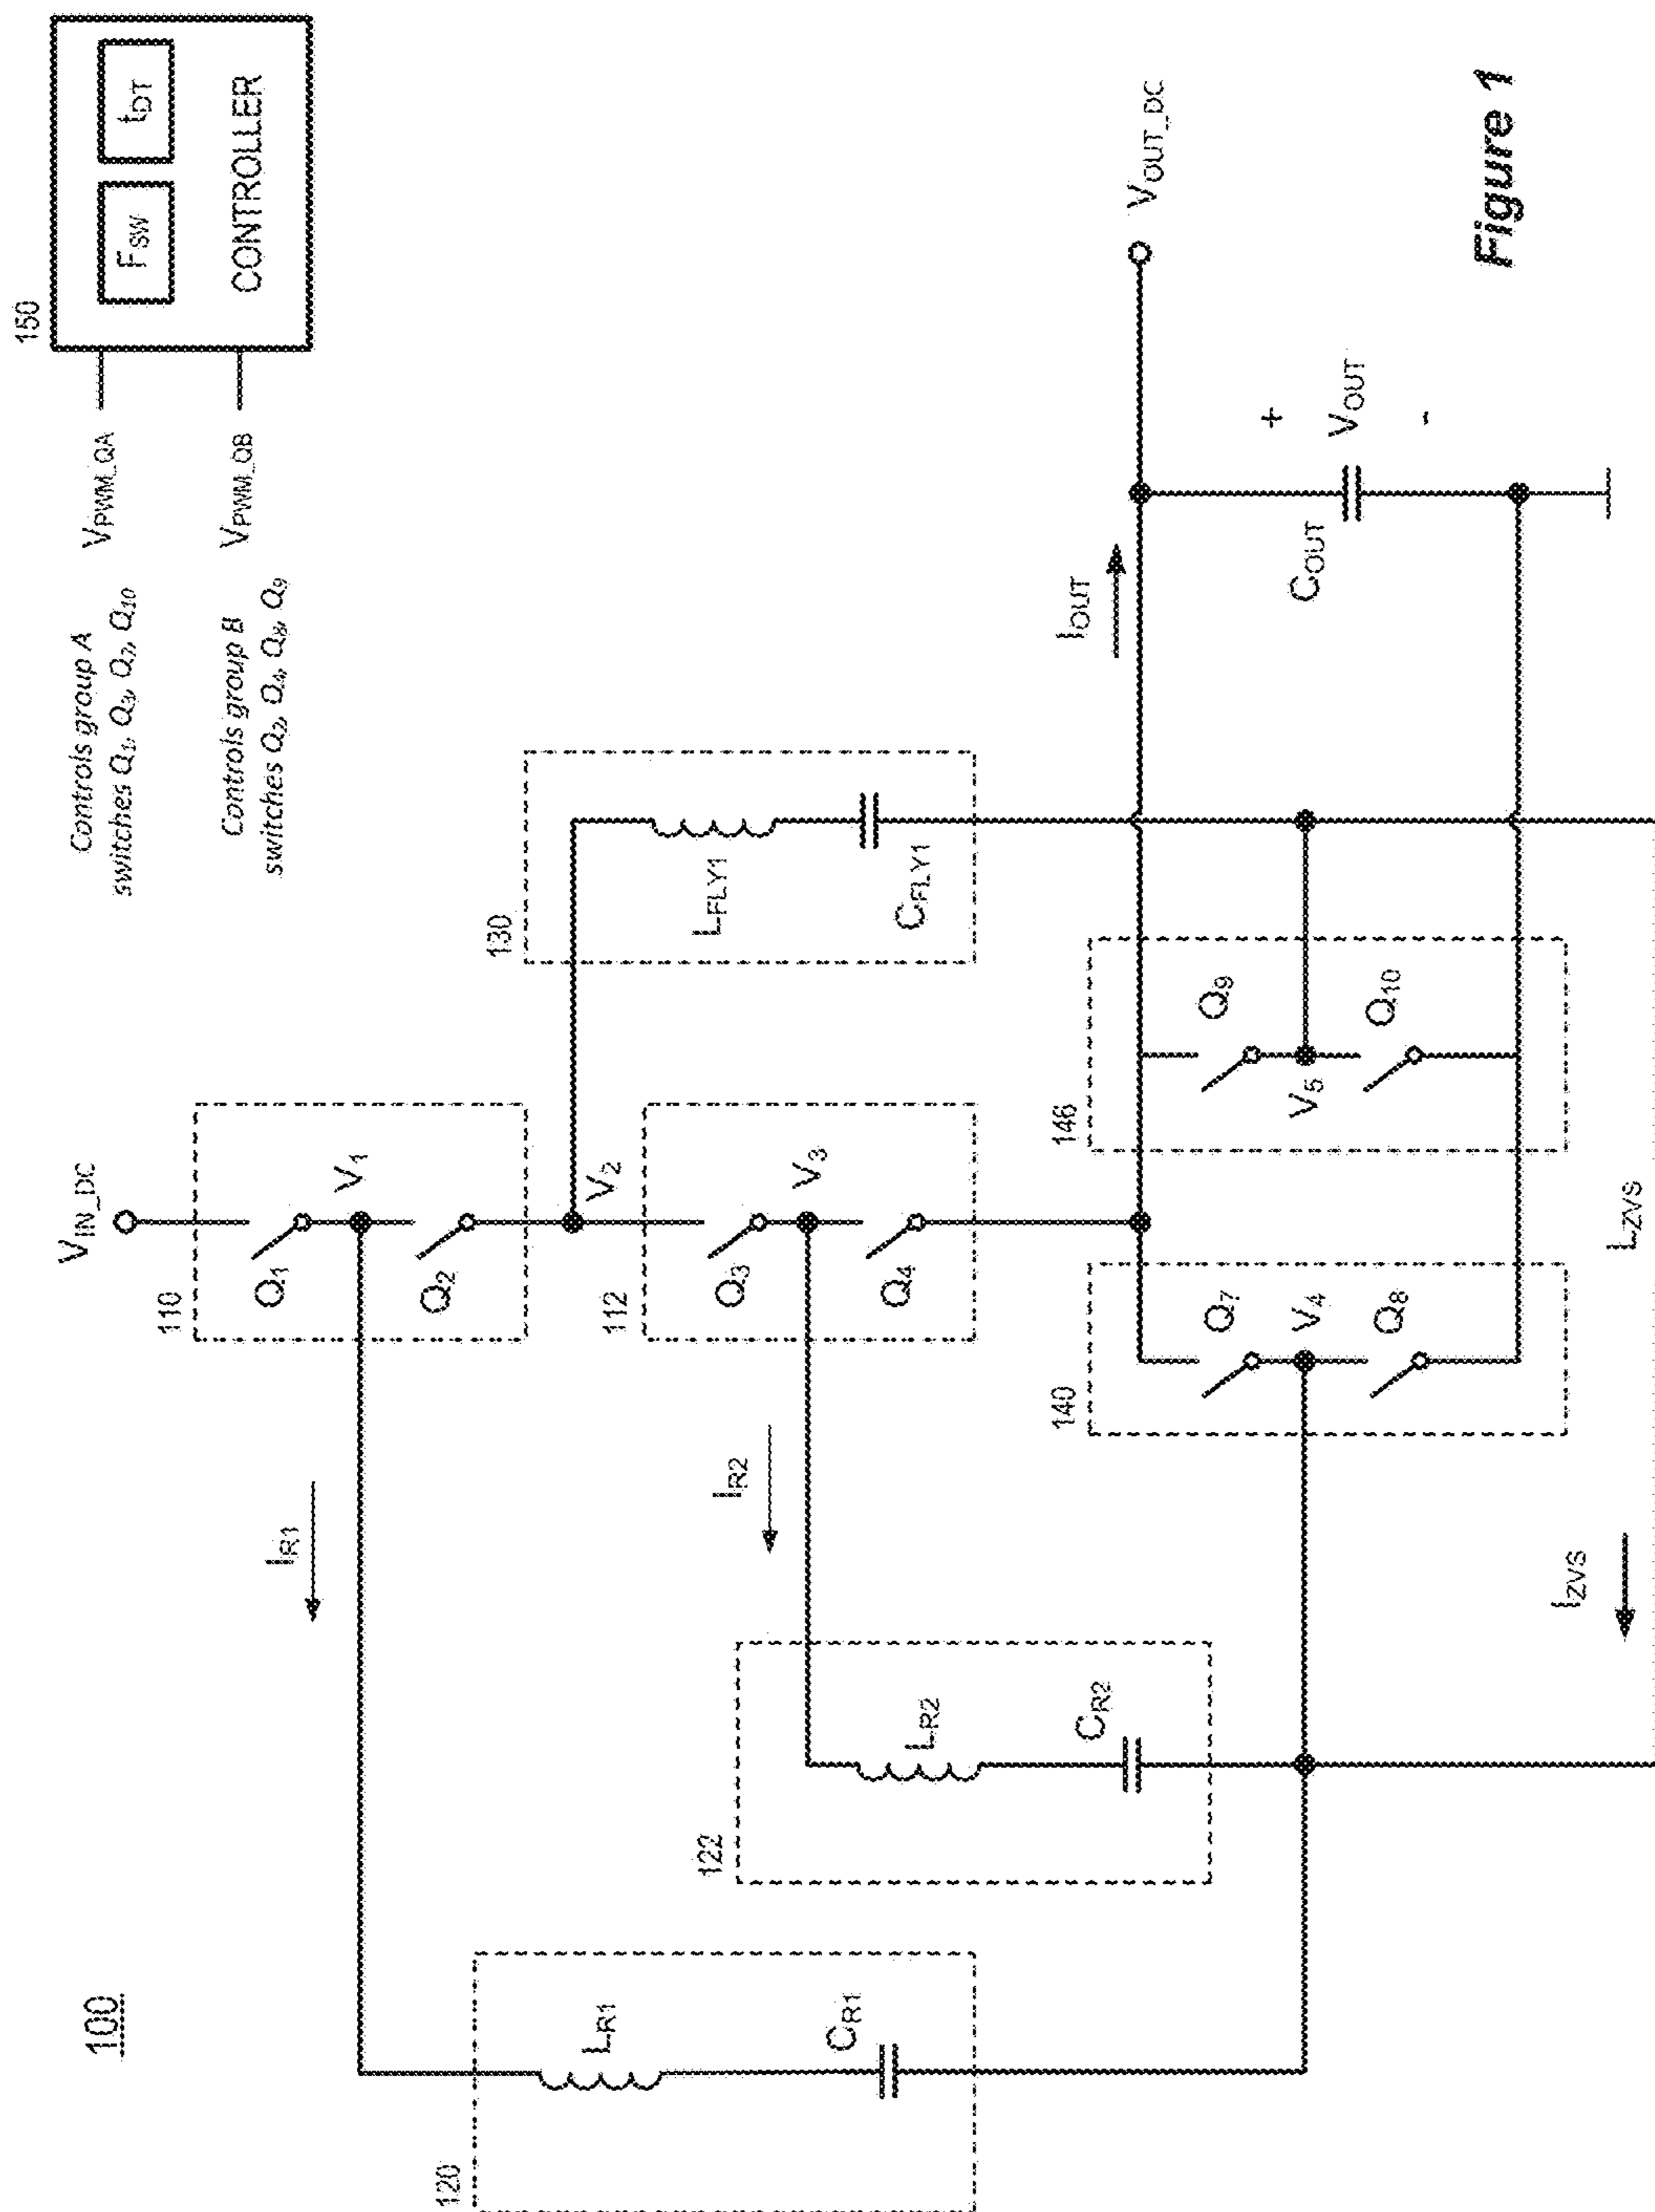 100
150
FSW
tDT
CONTROLLER
VPWM_QA
VPWM_QB
Controls group A
switches Q1, Q3, Q7, Q10
Controls group B
switches Q2, Q4, Q8, Q9
VIN_DC
110
Q1
V1
Q2
V2
IR1
112
Q3
V3
Q4
IR2
130
LFLY1
CFLY1
120
LR1
CR1
122
LR2
CR2
140
Q7
V4
Q8
146
Q9
V5
Q10
IOUT
VOUT_DC
COUT
+
VOUT
-
IZVS
LZVS
Figure 1